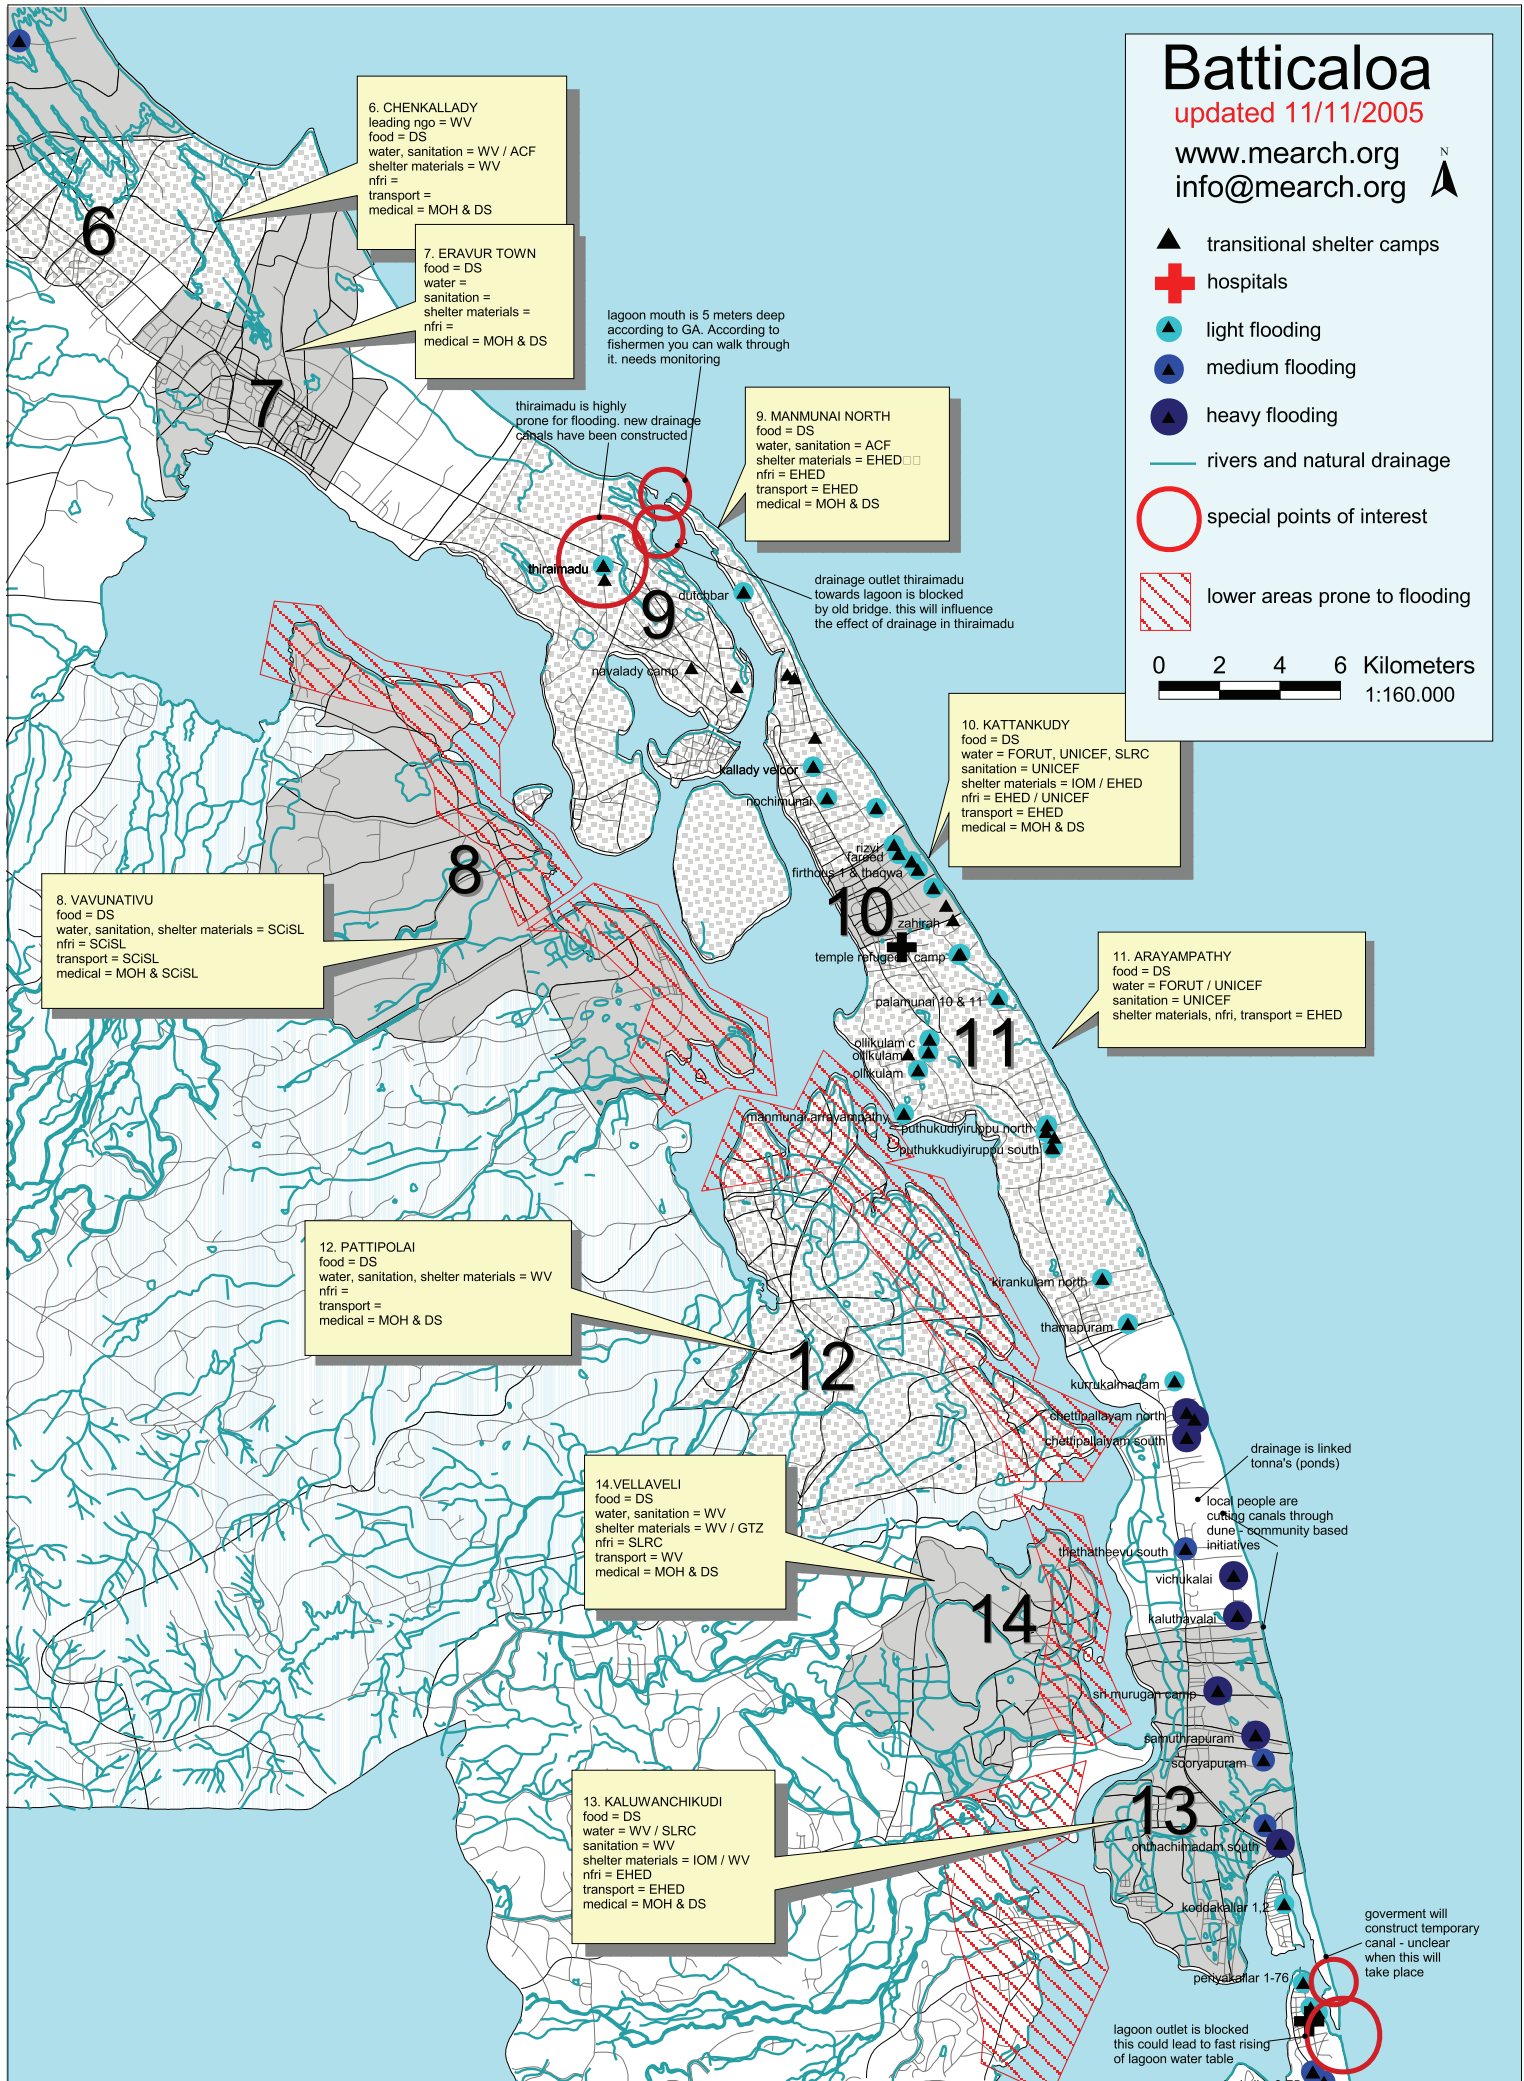 Batticaloa
updated 11/11/2005
www.mearch.org
info@mearch.org
N
transitional shelter camps
hospitals
light flooding
medium flooding
heavy flooding
rivers and natural drainage
special points of interest
lower areas prone to flooding
0 2 4 6 Kilometers
1:160.000
6. CHENKALLADY
leading ngo = WV
food = DS
water, sanitation = WV / ACF
shelter materials = WV
nfri =
transport =
medical = MOH & DS
6
7. ERAVUR TOWN
food = DS
water =
sanitation =
shelter materials =
nfri =
medical = MOH & DS
7
lagoon mouth is 5 meters deep
according to GA. According to
fishermen you can walk through
it. needs monitoring
thiraimadu is highly
prone for flooding. new drainage
canals have been constructed
9. MANMUNAI NORTH
food = DS
water, sanitation = ACF
shelter materials = EHED
nfri = EHED
transport = EHED
medical = MOH & DS
thiraimadu
dutchbar
9
drainage outlet thiraimadu
towards lagoon is blocked
by old bridge. this will influence
the effect of drainage in thiraimadu
navalady camp
10. KATTANKUDY
food = DS
water = FORUT, UNICEF, SLRC
sanitation = UNICEF
shelter materials = IOM / EHED
nfri = EHED / UNICEF
transport = EHED
medical = MOH & DS
kallady veloor
nochimunai
rizvi
fareed
firthous 1 & thaqwa
8
10
zahirah
temple refugee camp
8. VAVUNATIVU
food = DS
water, sanitation, shelter materials = SCiSL
nfri = SCiSL
transport = SCiSL
medical = MOH & SCiSL
11. ARAYAMPATHY
food = DS
water = FORUT / UNICEF
sanitation = UNICEF
shelter materials, nfri, transport = EHED
palamunai 10 & 11
11
ollikulam c
ollikulam
ollikulam
manmunai arrayampathy
puthukudiyiruppu north
puthukkudiyiruppu south
12. PATTIPOLAI
food = DS
water, sanitation, shelter materials = WV
nfri =
transport =
medical = MOH & DS
kirankulam north
thamapuram
12
kurrukalmadam
chettipallayam north
chettipallaiyam south
drainage is linked
tonna's (ponds)
14.VELLAVELI
food = DS
water, sanitation = WV
shelter materials = WV / GTZ
nfri = SLRC
transport = WV
medical = MOH & DS
local people are
cutting canals through
dune - community based
initiatives
thethatheevu south
vichukalai
kaluthavalai
14
sri murugan camp
samuthrapuram
sooryapuram
13. KALUWANCHIKUDI
food = DS
water = WV / SLRC
sanitation = WV
shelter materials = IOM / WV
nfri = EHED
transport = EHED
medical = MOH & DS
13
onthachimadam south
koddakallar 1,2
goverment will
construct temporary
canal - unclear
when this will
take place
periyakallar 1-76
lagoon outlet is blocked
this could lead to fast rising
of lagoon water table